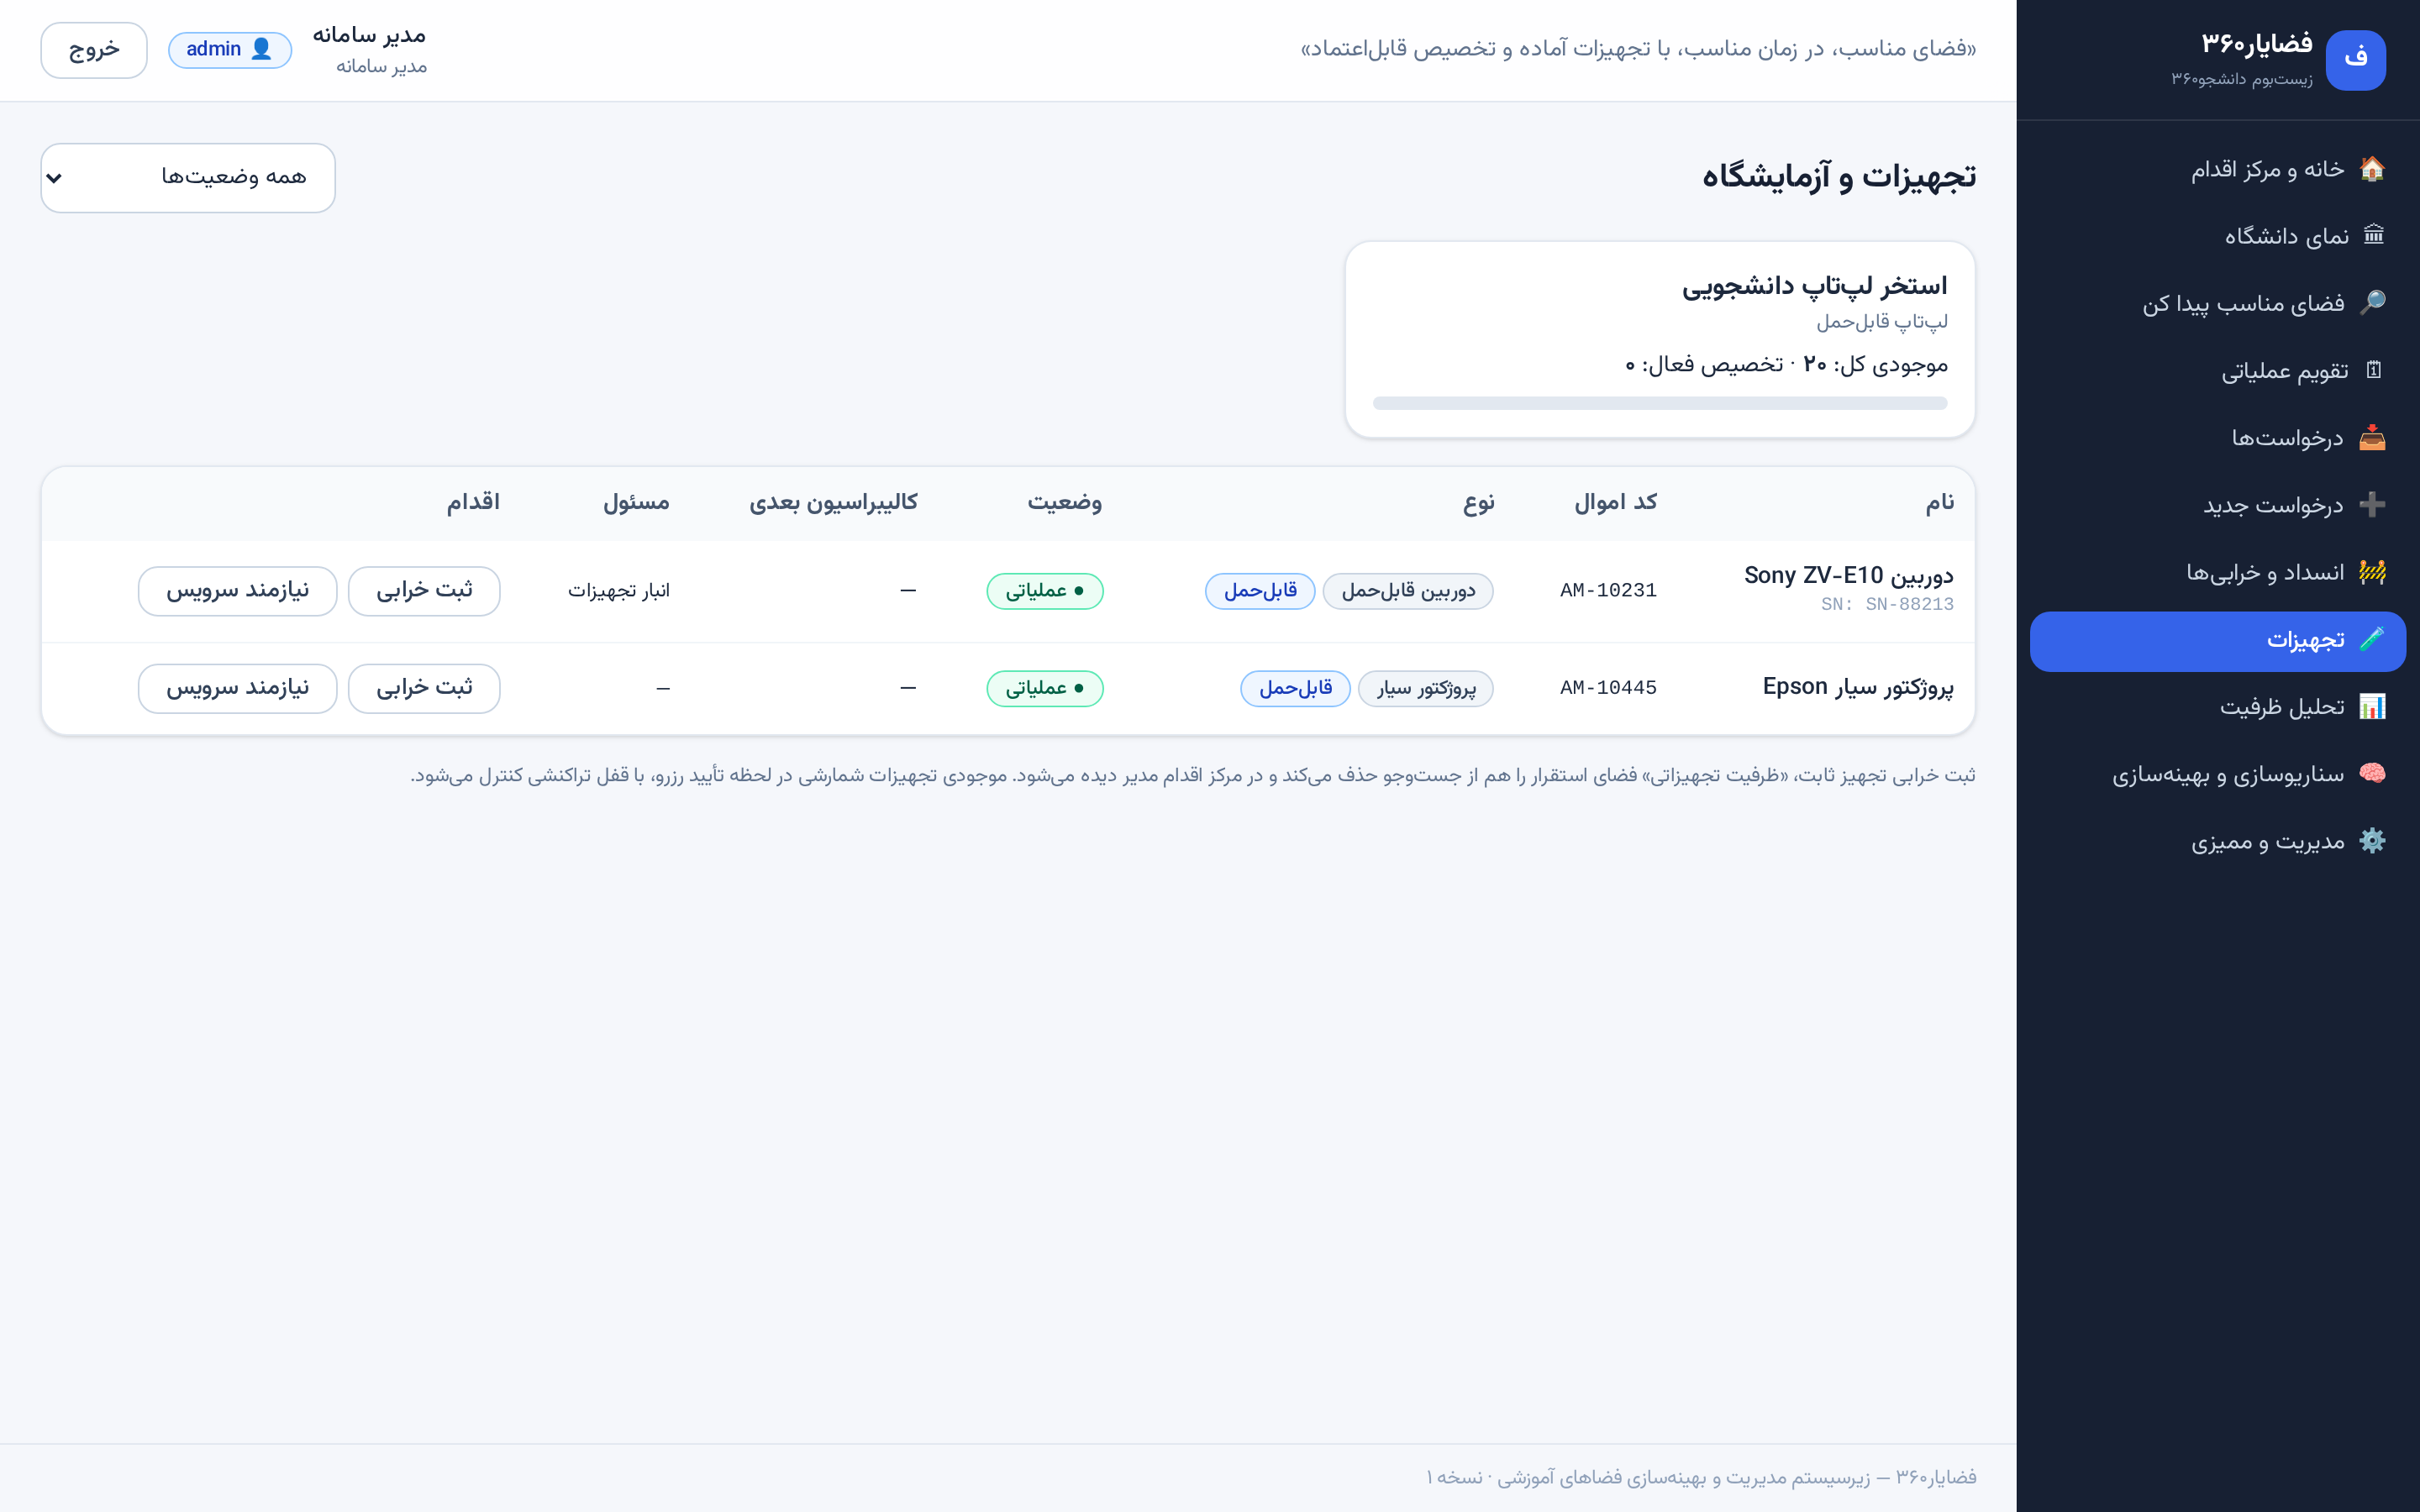 ف
فضایار۳۶۰
زیست‌بوم دانشجو۳۶۰
خانه و مرکز اقدام
نمای دانشگاه
فضای مناسب پیدا کن
تقویم عملیاتی
درخواست‌ها
درخواست جدید
انسداد و خرابی‌ها
تجهیزات
تحلیل ظرفیت
سناریوسازی و بهینه‌سازی
مدیریت و ممیزی
«فضای مناسب، در زمان مناسب، با تجهیزات آماده و تخصیص قابل‌اعتماد»
مدیر سامانه
مدیر سامانه
admin
خروج
تجهیزات و آزمایشگاه
همه وضعیت‌ها
استخر لپ‌تاپ دانشجویی
لپ‌تاپ قابل‌حمل
موجودی کل: ۲۰ · تخصیص فعال: ۰
نام کد اموال نوع وضعیت کالیبراسیون بعدی مسئول اقدام
دوربین Sony ZV-E10 AM-10231 دوربین قابل‌حمل قابل‌حمل ● عملیاتی — انبار تجهیزات ثبت خرابی نیازمند سرویس
SN: SN-88213
پروژکتور سیار Epson AM-10445 پروژکتور سیار قابل‌حمل ● عملیاتی — — ثبت خرابی نیازمند سرویس
ثبت خرابی تجهیز ثابت، «ظرفیت تجهیزاتی» فضای استقرار را هم از جست‌وجو حذف می‌کند و در مرکز اقدام مدیر دیده می‌شود. موجودی تجهیزات شمارشی در لحظه تأیید رزرو، با قفل تراکنشی کنترل می‌شود.
فضایار۳۶۰ — زیرسیستم مدیریت و بهینه‌سازی فضاهای آموزشی · نسخه ۱